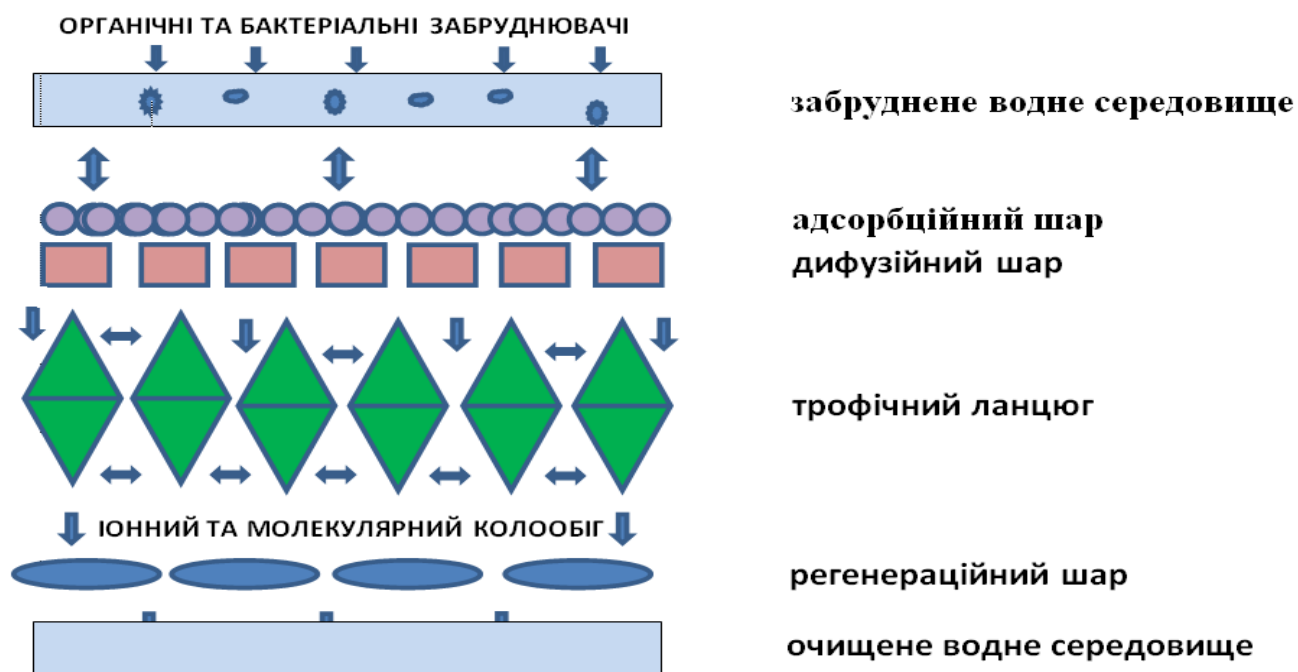 ОРГАНІЧНІ ТА БАКТЕРІАЛЬНІ ЗАБРУДНЮВАЧІ
забруднене водне середовище
адсорбційний шар
дифузійний шар
трофічний ланцюг
ІОННИЙ ТА МОЛЕКУЛЯРНИЙ КОЛООБІГ
регенераційний шар
очищене водне середовище